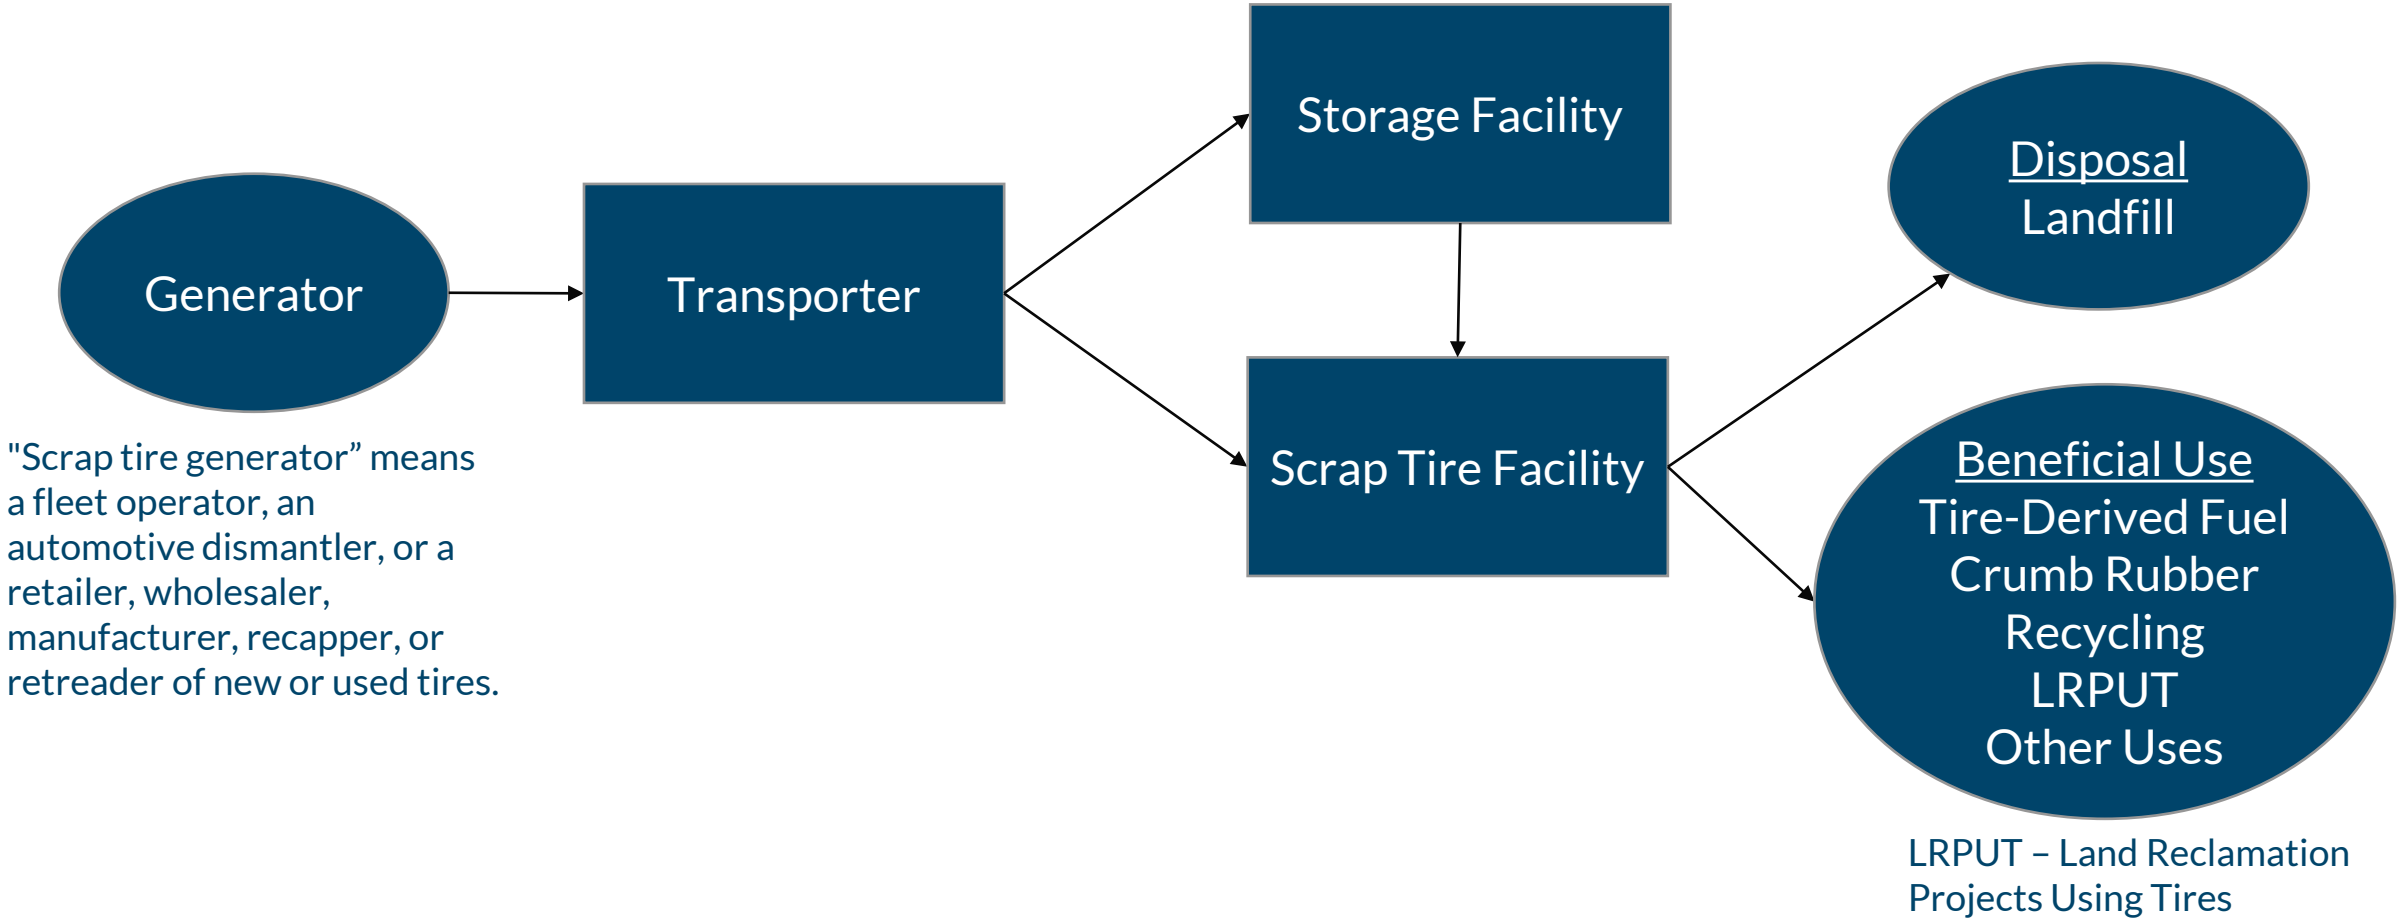 Generator
"Scrap tire generator” means
a fleet operator, an
automotive dismantler, or a
retailer, wholesaler,
manufacturer, recapper, or
retreader of new or used tires.
Transporter
Storage Facility
Scrap Tire Facility
Disposal
Landfill
Beneficial Use
Tire-Derived Fuel
Crumb Rubber
Recycling
LRPUT
Other Uses
LRPUT – Land Reclamation
Projects Using Tires